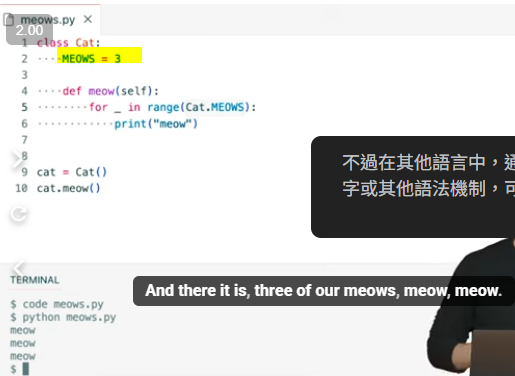 meows.py ×
2.00
1 class Cat:
2 ····MEOWS = 3
3
4 ····def meow(self):
5 ········for _ in range(Cat.MEOWS):
6 ············print("meow")
7
8
9 cat = Cat()
10 cat.meow()
不過在其他語言中，通
字或其他語法機制，可
TERMINAL
And there it is, three of our meows, meow, meow.
$ code meows.py
$ python meows.py
meow
meow
meow
$